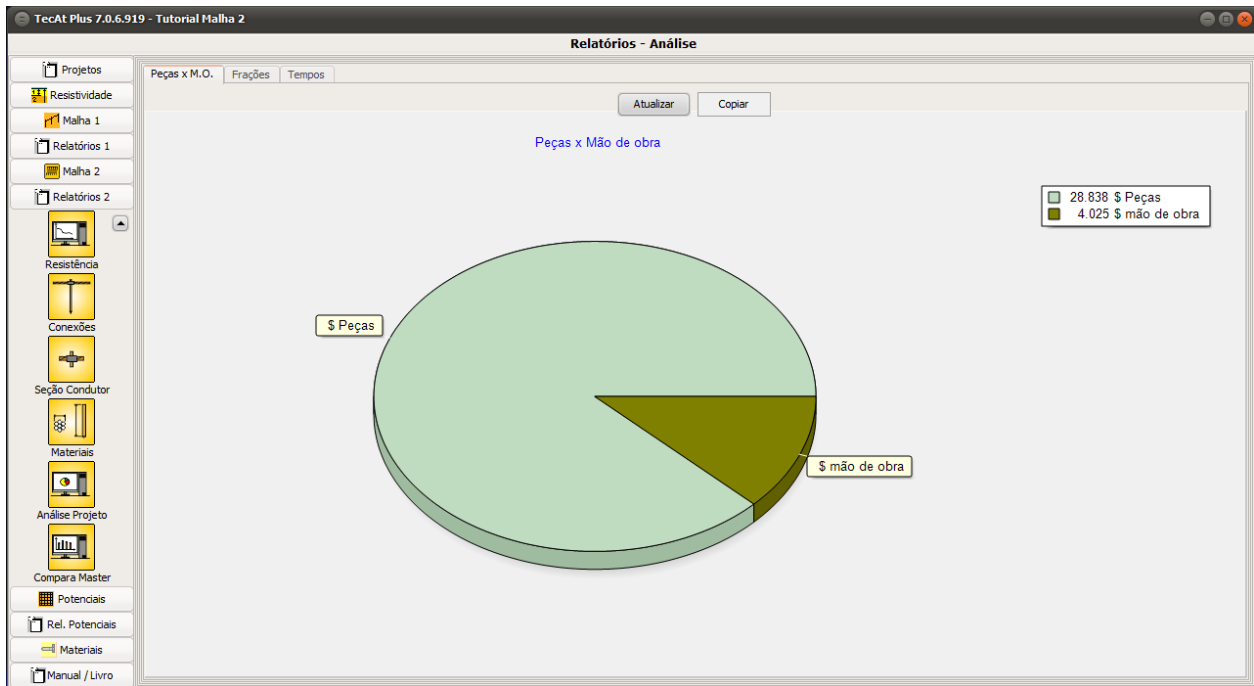 TecAt Plus 7.0.6.919 - Tutorial Malha 2
Relatórios - Análise
Projetos
Resistividade
Malha 1
Relatórios 1
Malha 2
Relatórios 2
Resistência
Conexões
Seção Condutor
Materiais
Análise Projeto
Compara Master
Potenciais
Rel. Potenciais
Materiais
Manual / Livro
Peças x M.O. Frações Tempos
Atualizar Copiar
Peças x Mão de obra
28.838 $ Peças
4.025 $ mão de obra
$ Peças
$ mão de obra